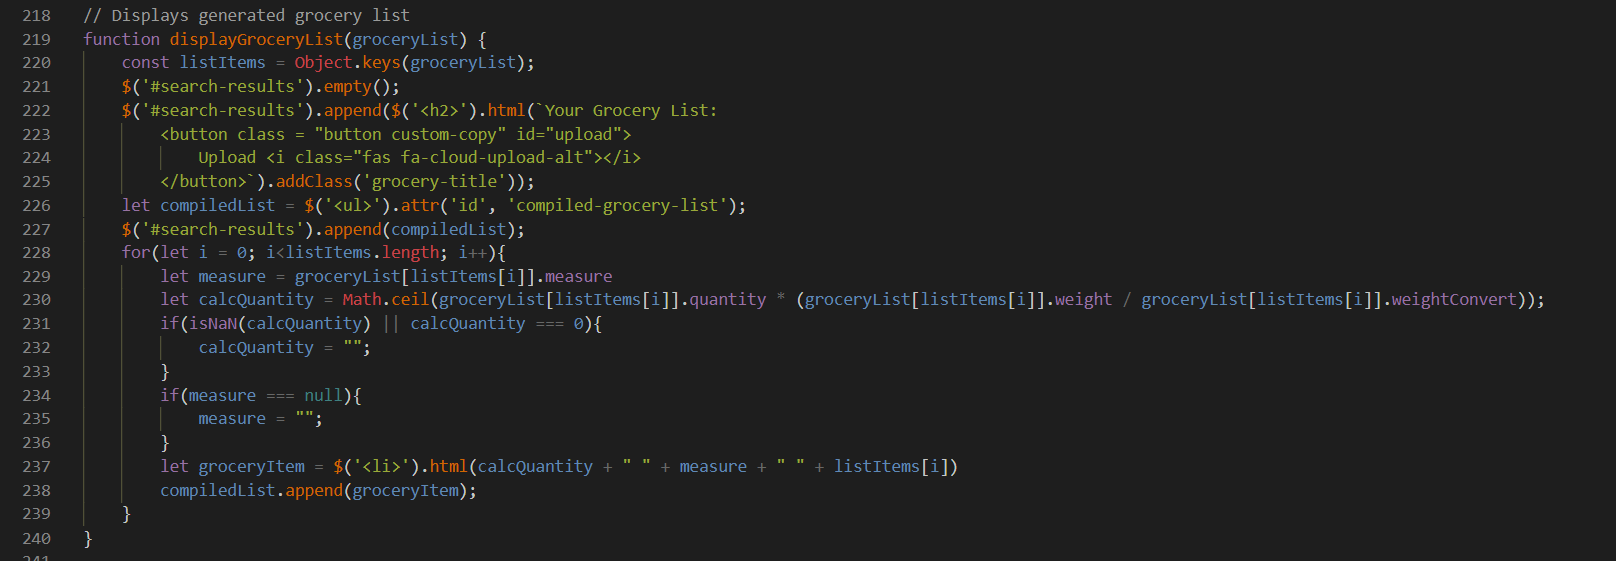 218 // Displays generated grocery list
219 function displayGroceryList(groceryList) {
220 const listItems = Object.keys(groceryList);
221 $('#search-results').empty();
222 $('#search-results').append($('<h2>').html(`Your Grocery List:
223 <button class = "button custom-copy" id="upload">
224 Upload <i class="fas fa-cloud-upload-alt"></i>
225 </button>`).addClass('grocery-title'));
226 let compiledList = $('<ul>').attr('id', 'compiled-grocery-list');
227 $('#search-results').append(compiledList);
228 for(let i = 0; i<listItems.length; i++){
229 let measure = groceryList[listItems[i]].measure
230 let calcQuantity = Math.ceil(groceryList[listItems[i]].quantity * (groceryList[listItems[i]].weight / groceryList[listItems[i]].weightConvert));
231 if(isNaN(calcQuantity) || calcQuantity === 0){
232 calcQuantity = "";
233 }
234 if(measure === null){
235 measure = "";
236 }
237 let groceryItem = $('<li>').html(calcQuantity + " " + measure + " " + listItems[i])
238 compiledList.append(groceryItem);
239 }
240 }
241